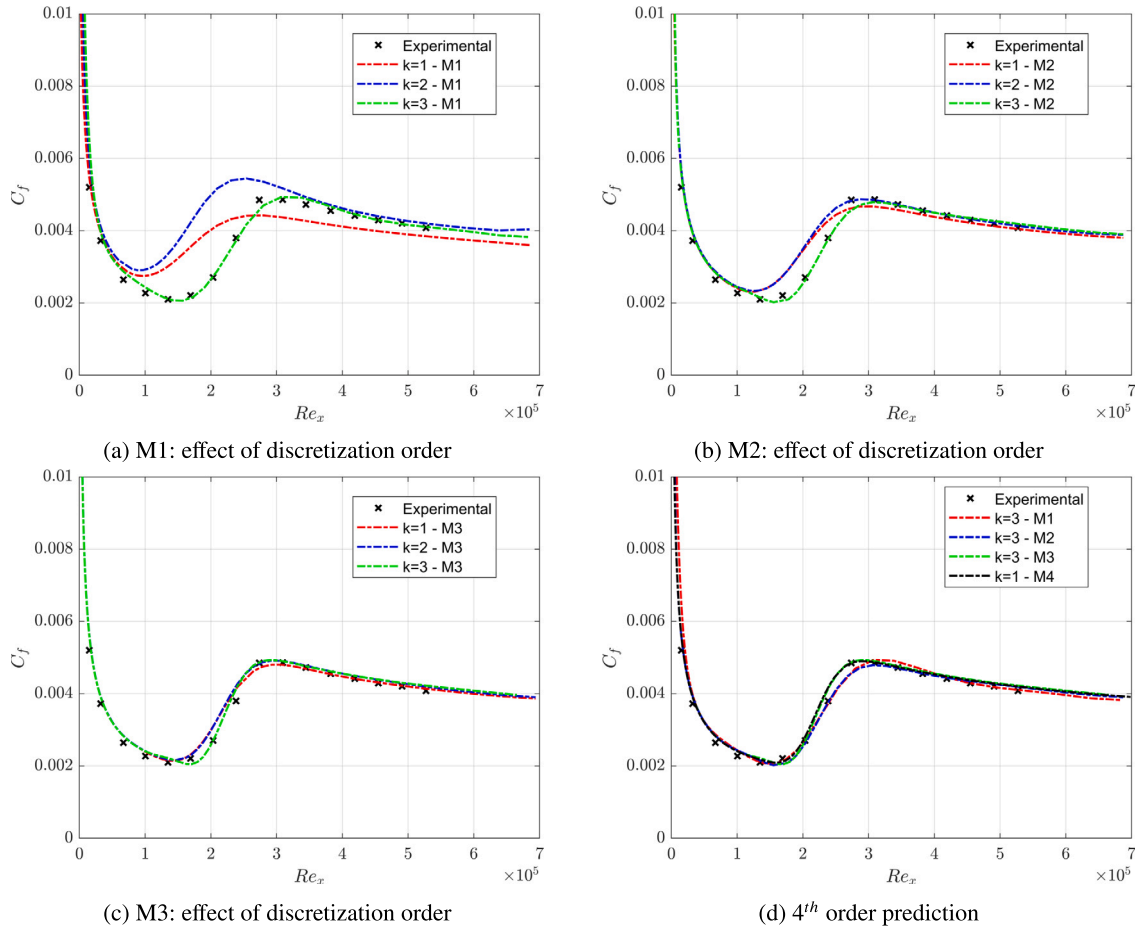 0.01
0.008
0.006
0.004
0.002
0
C_f
0 1 2 3 4 5 6 7
×10^5
Re_x
Experimental
k=1 - M1
k=2 - M1
k=3 - M1
(a) M1: effect of discretization order
0.01
0.008
0.006
0.004
0.002
0
C_f
0 1 2 3 4 5 6 7
×10^5
Re_x
Experimental
k=1 - M2
k=2 - M2
k=3 - M2
(b) M2: effect of discretization order
0.01
0.008
0.006
0.004
0.002
0
C_f
0 1 2 3 4 5 6 7
×10^5
Re_x
Experimental
k=1 - M3
k=2 - M3
k=3 - M3
(c) M3: effect of discretization order
0.01
0.008
0.006
0.004
0.002
0
C_f
0 1 2 3 4 5 6 7
×10^5
Re_x
Experimental
k=3 - M1
k=3 - M2
k=3 - M3
k=1 - M4
(d) 4^th order prediction